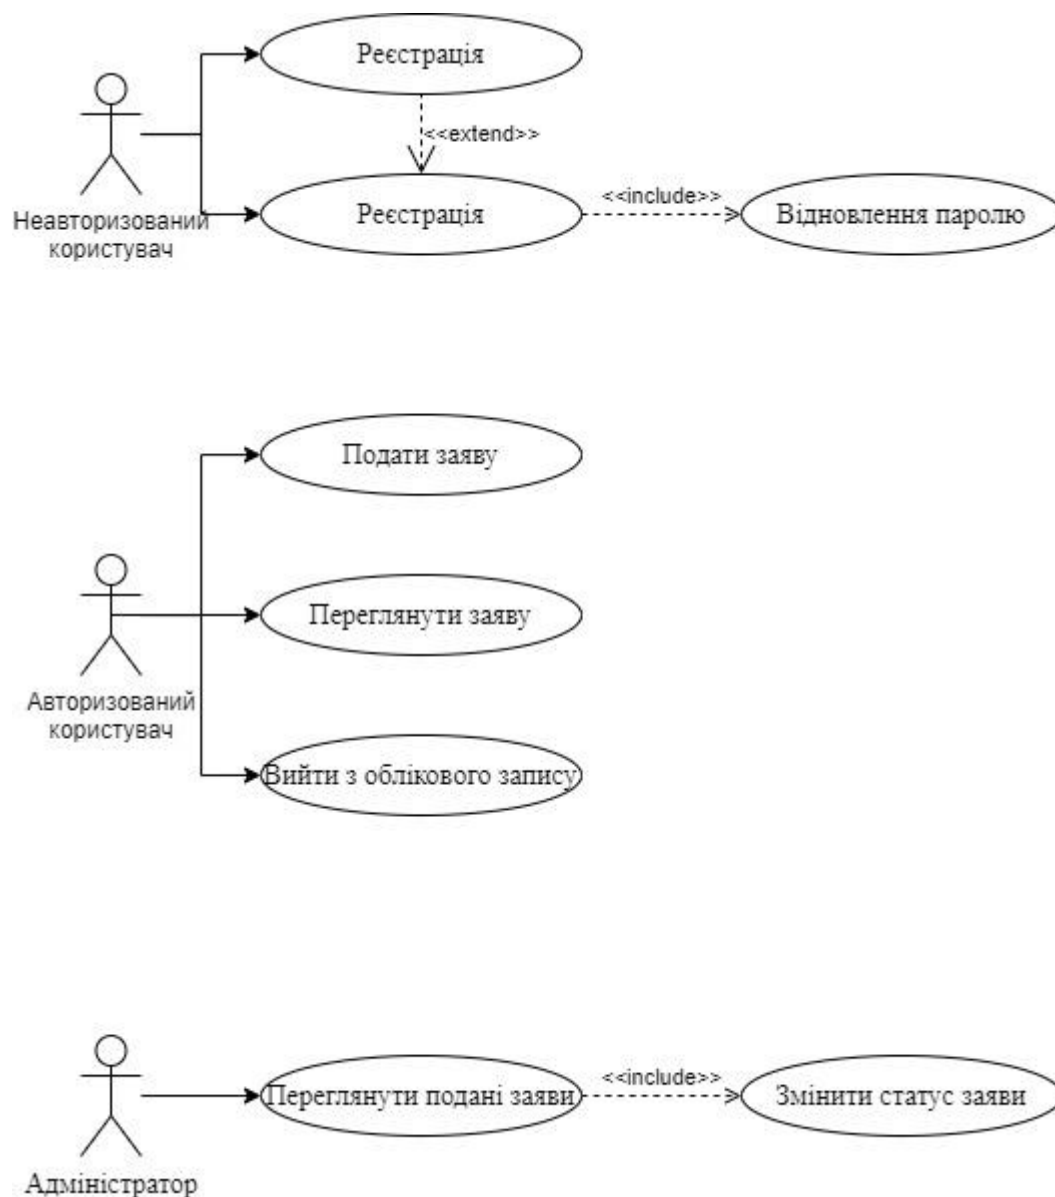 Реєстрація
<<extend>>
Неавторизований
користувач
Реєстрація
<<include>>
Відновлення паролю
Подати заяву
Переглянути заяву
Авторизований
користувач
Вийти з облікового запису
Переглянути подані заяви
<<include>>
Змінити статус заяви
Адміністратор